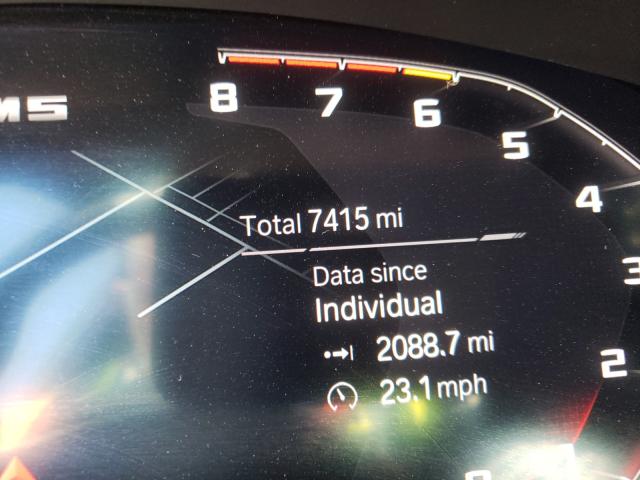 M5
8
7
6
5
4
3
2
Total 7415 mi
Data since
Individual
2088.7 mi
23.1 mph